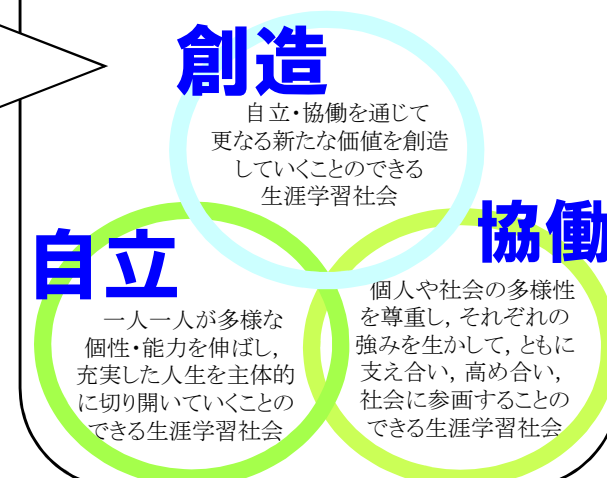 創造
自立・協働を通じて
更なる新たな価値を創造
していくことのできる
生涯学習社会
自立
一人一人が多様な
個性・能力を伸ばし，
充実した人生を主体的
に切り開いていくことの
できる生涯学習社会
協働
個人や社会の多様性
を尊重し，それぞれの
強みを生かして，ともに
支え合い，高め合い，
社会に参画することの
できる生涯学習社会